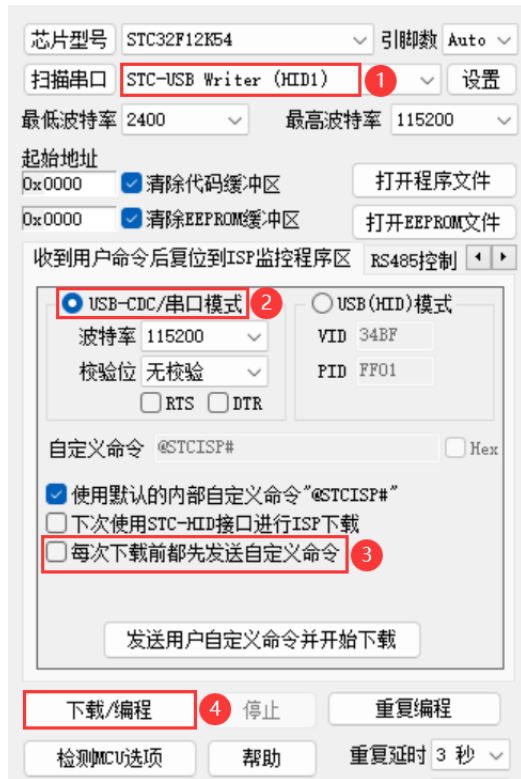 芯片型号 STC32F12K54 引脚数 Auto
扫描串口 STC-USB Writer (HID1) 1 设置
最低波特率 2400 最高波特率 115200
起始地址
0x0000 清除代码缓冲区 打开程序文件
0x0000 清除EEPROM缓冲区 打开EEPROM文件
收到用户命令后复位到ISP监控程序区 RS485控制
USB-CDC/串口模式 2 USB(HID)模式
波特率 115200 VID 34BF
校验位 无校验 PID FF01
RTS DTR
自定义命令 @STCISP# Hex
使用默认的内部自定义命令"@STCISP#"
下次使用STC-HID接口进行ISP下载
每次下载前都先发送自定义命令 3
发送用户自定义命令并开始下载
下载/编程 4 停止 重复编程
检测MCU选项 帮助 重复延时 3 秒